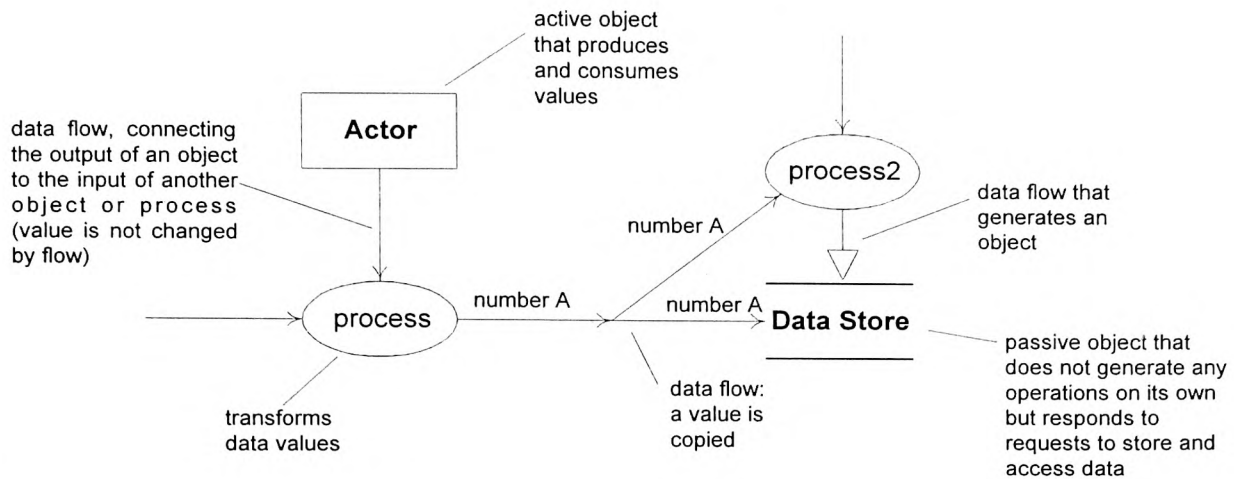 active object
that produces
and consumes
values
Actor
data flow, connecting
the output of an object
to the input of another
object or process
(value is not changed
by flow)
process2
data flow that
generates an
object
number A
number A
number A
process
Data Store
transforms
data values
data flow:
a value is
copied
passive object that
does not generate any
operations on its own
but responds to
requests to store and
access data